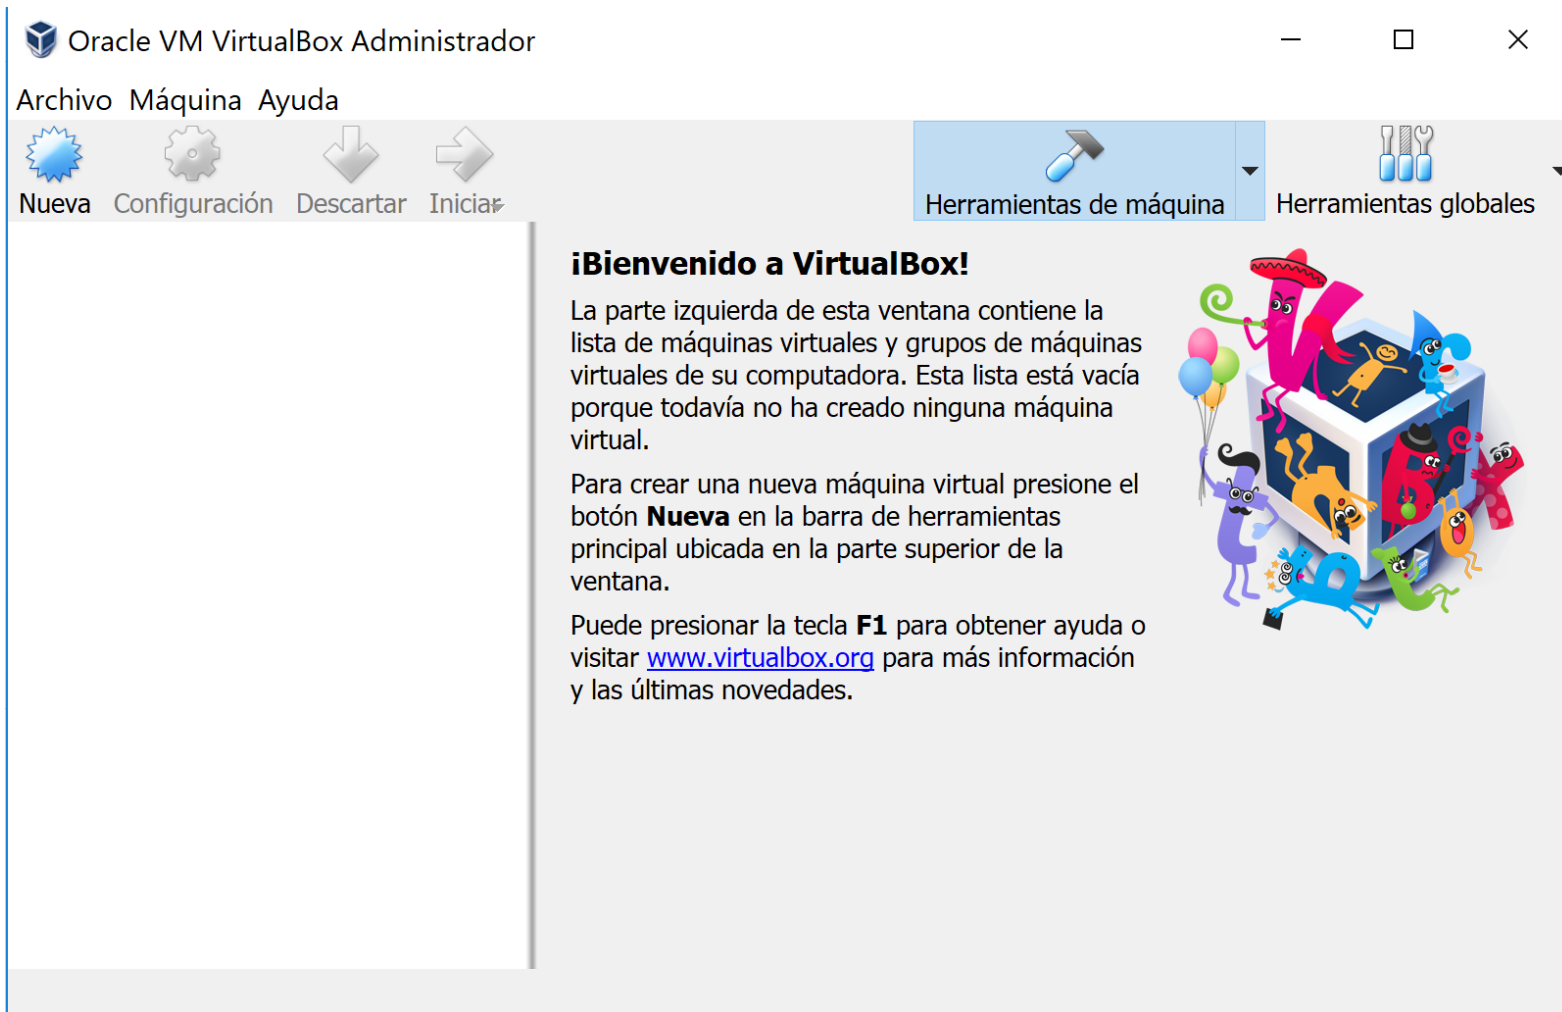 Oracle VM VirtualBox Administrador
Archivo Máquina Ayuda
Nueva Configuración Descartar Iniciar Herramientas de máquina Herramientas globales
¡Bienvenido a VirtualBox!
La parte izquierda de esta ventana contiene la
lista de máquinas virtuales y grupos de máquinas
virtuales de su computadora. Esta lista está vacía
porque todavía no ha creado ninguna máquina
virtual.
Para crear una nueva máquina virtual presione el
botón Nueva en la barra de herramientas
principal ubicada en la parte superior de la
ventana.
Puede presionar la tecla F1 para obtener ayuda o
visitar www.virtualbox.org para más información
y las últimas novedades.